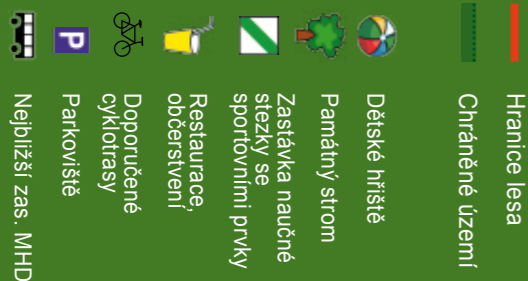 Hranice lesa
Chráněné území
Dětské hřiště
Památný strom
Zastávka naučné
stezky se
sportovními prvky
Restaurace,
občerstvení
Doporučené
cyklotrasy
P
Parkoviště
Nejbližší zas. MHD